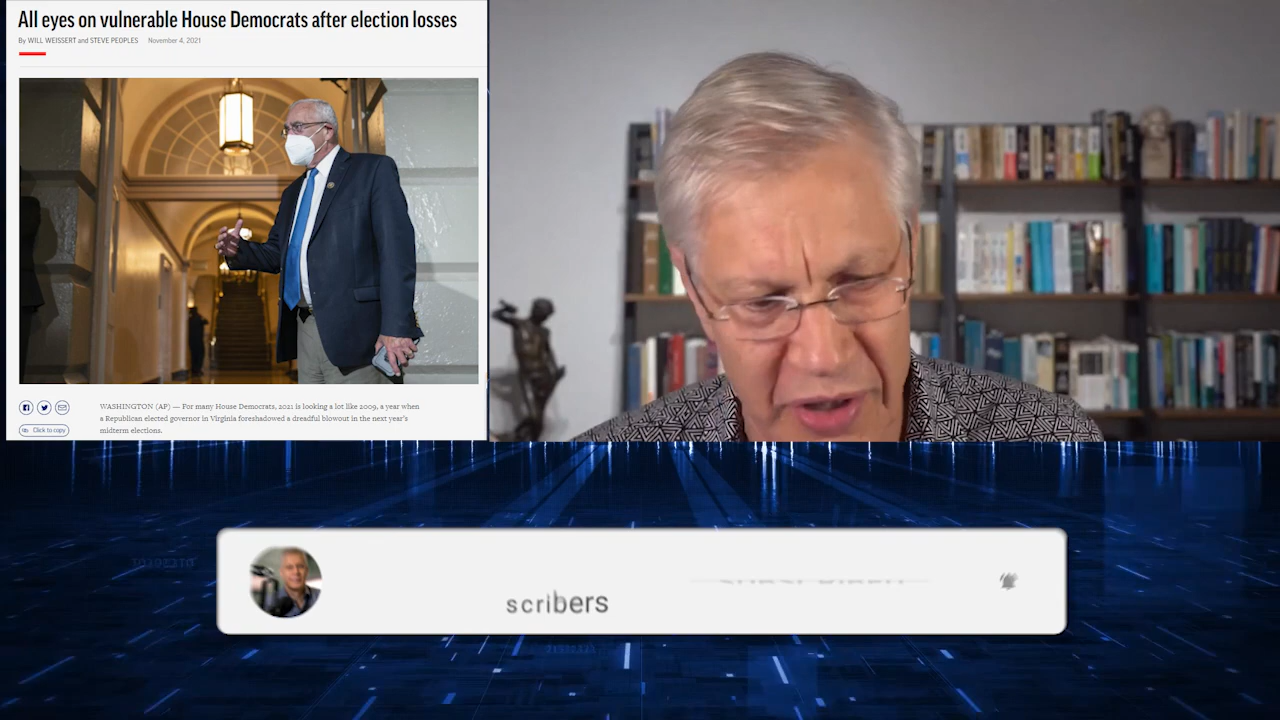 All eyes on vulnerable House Democrats after election losses
By WILL WEISSERT and STEVE PEOPLES November 4, 2021
WASHINGTON (AP) — For many House Democrats, 2021 is looking a lot like 2009, a year when
a Republican elected governor in Virginia foreshadowed a dreadful blowout in the next year's
midterm elections.
Click to copy
scribers